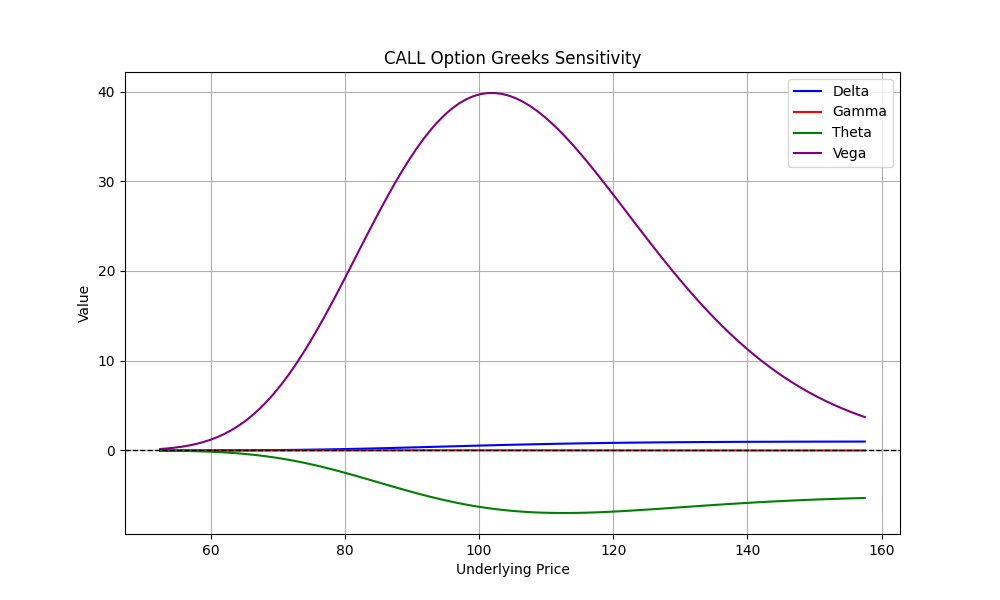 CALL Option Greeks Sensitivity
Delta
Gamma
Theta
Vega
40
30
20
10
0
Value
60
80
100
120
140
160
Underlying Price